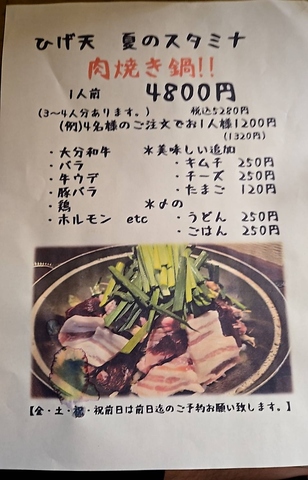 ひげ天 夏のスタミナ
肉焼き鍋!!
1人前 4800円
(3〜4人分あります。) 税込5280円
(例)4名様のご注文でお1人様1200円
(1320円)
・大分和牛 *美味しい追加
・バラ ・キムチ 250円
・牛ウデ ・チーズ 250円
・豚バラ ・たまご 120円
・鶏 *〆の
・ホルモン etc ・うどん 250円
・ごはん 250円
【金・土・祝・祝前日は前日迄のご予約お願い致します。】